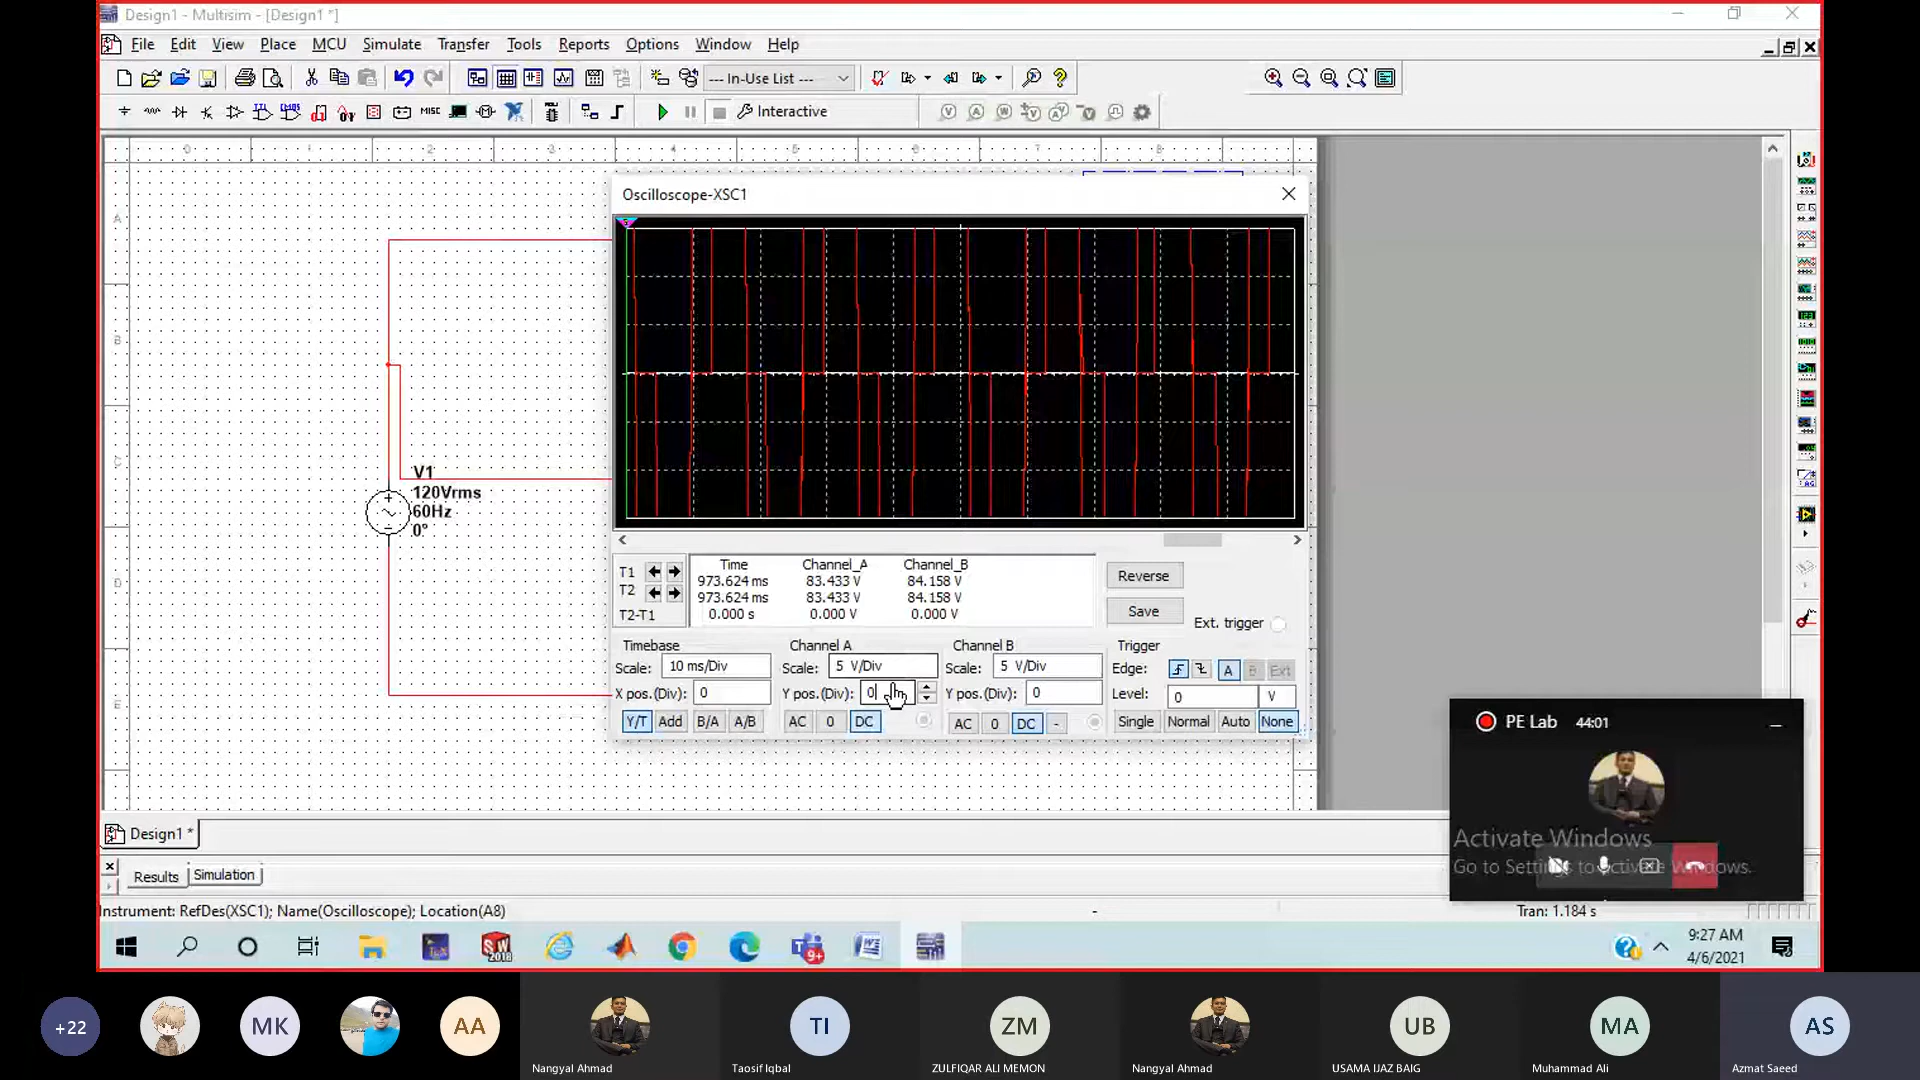 Design1 - Multisim - [Design1 *]
File Edit View Place MCU Simulate Transfer Tools Reports Options Window Help
--- In-Use List ---
MISC Interactive
V1
120Vrms
60Hz
0°
Oscilloscope-XSC1
Time Channel_A Channel_B
T1 973.624 ms 83.433 V 84.158 V
T2 973.624 ms 83.433 V 84.158 V
T2-T1 0.000 s 0.000 V 0.000 V
Reverse
Save
Ext. trigger
Timebase Channel A Channel B Trigger
Scale: 10 ms/Div Scale: 5 V/Div Scale: 5 V/Div Edge: A B Ext
X pos.(Div): 0 Y pos.(Div): 0 Y pos.(Div): 0 Level: 0 V
Y/T Add B/A A/B AC 0 DC AC 0 DC - Single Normal Auto None
PE Lab 44:01
Activate Windows
Go to Settings to activate Windows.
Design1 *
Results Simulation
Instrument: RefDes(XSC1); Name(Oscilloscope); Location(A8) - Tran: 1.184 s
9:27 AM
4/6/2021
+22 MK AA TI ZM UB MA AS
Nangyal Ahmad Taosif Iqbal ZULFIQAR ALI MEMON Nangyal Ahmad USAMA IJAZ BAIG Muhammad Ali Azmat Saeed